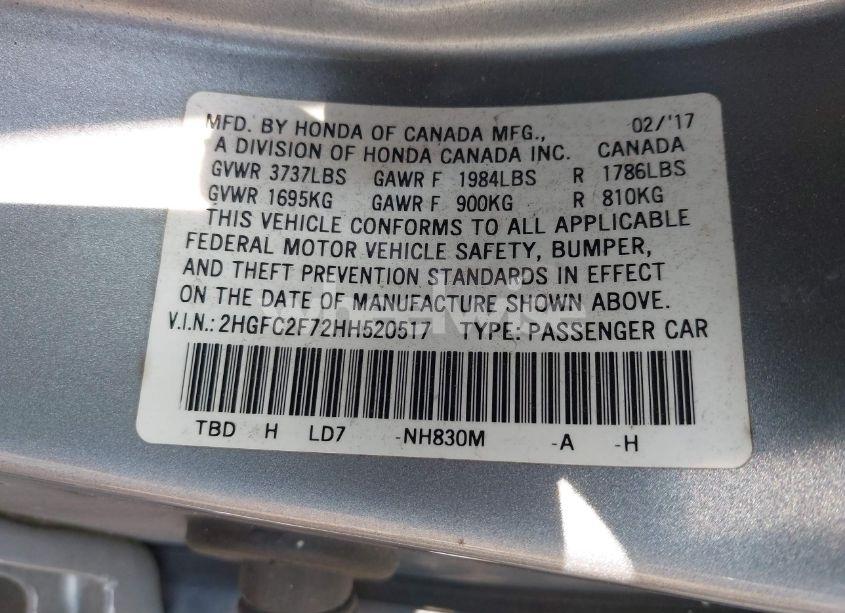 MFD. BY HONDA OF CANADA MFG., 02/'17
A DIVISION OF HONDA CANADA INC. CANADA
GVWR 3737LBS GAWR F 1984LBS R 1786LBS
GVWR 1695KG GAWR F 900KG R 810KG
THIS VEHICLE CONFORMS TO ALL APPLICABLE
FEDERAL MOTOR VEHICLE SAFETY, BUMPER,
AND THEFT PREVENTION STANDARDS IN EFFECT
ON THE DATE OF MANUFACTURE SHOWN ABOVE.
V.I.N.: 2HGFC2F72HH520517 TYPE: PASSENGER CAR
TBD H LD7 -NH830M -A -H